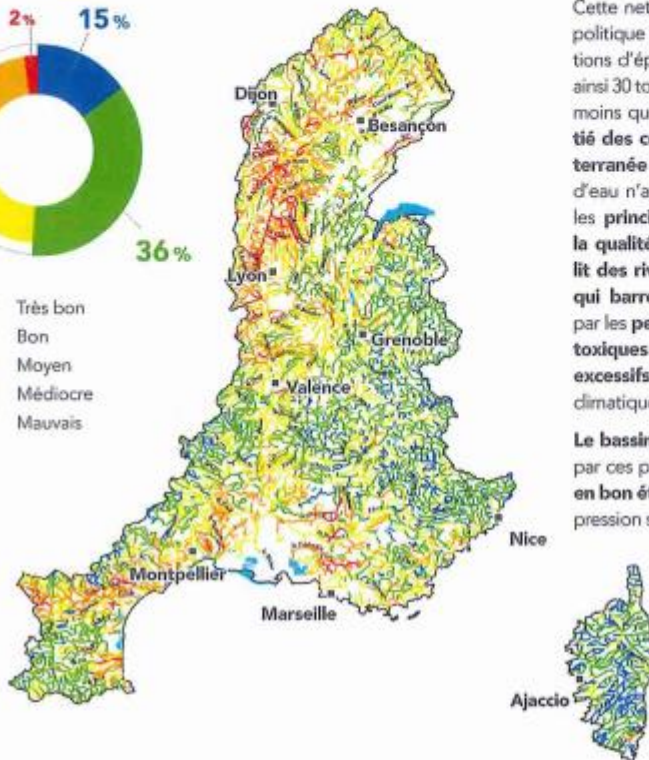 2%
15%
36%
Très bon
Bon
Moyen
Médiocre
Mauvais
Dijon
Besançon
Lyon
Grenoble
Valence
Nice
Montpellier
Marseille
Ajaccio
Cette net
politique
tions d'ép
ainsi 30 to
moins qu
tié des c
terranée
d'eau n'a
les princi
la qualité
lit des riv
qui barr
par les pe
toxiques
excessifs
climatique
Le bassin
par ces p
en bon ét
pression s